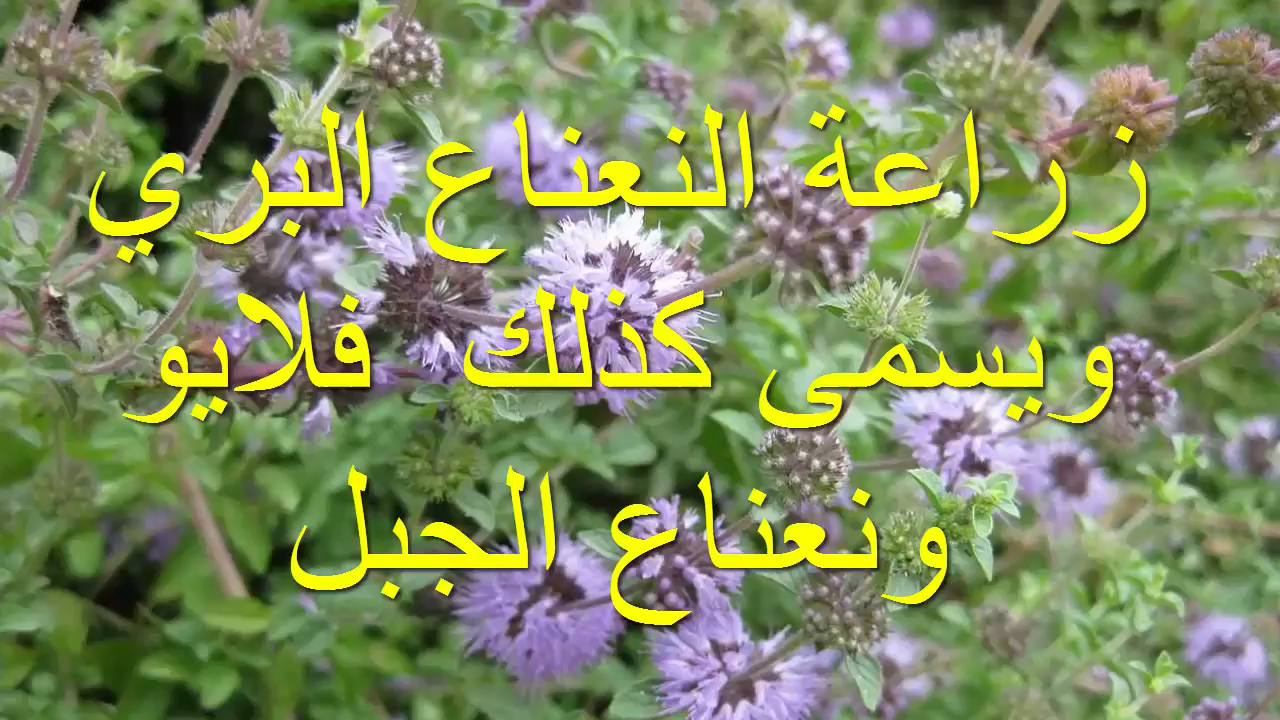 زراعة النعناع البري
ويسمى كذلك فلايو
ونعناع الجبل